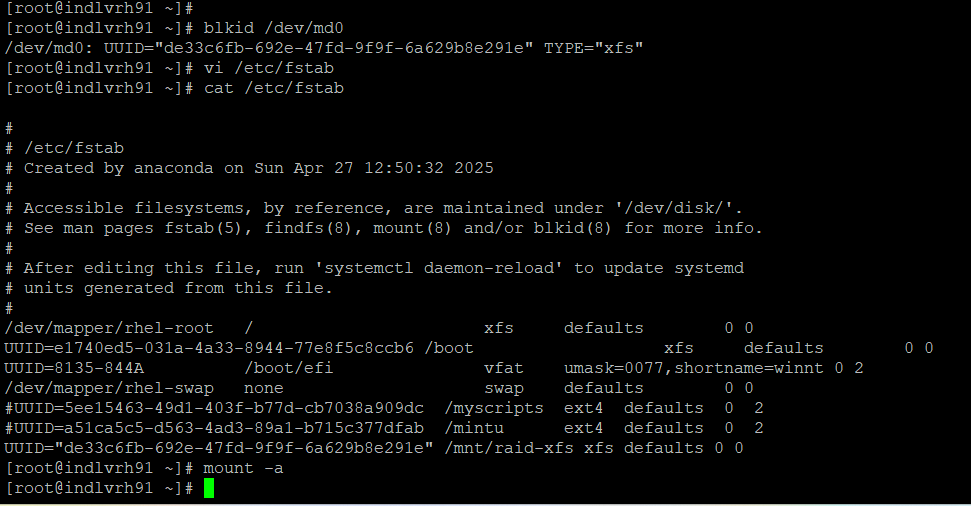 [root@indlvrh91 ~]#
[root@indlvrh91 ~]# blkid /dev/md0
/dev/md0: UUID="de33c6fb-692e-47fd-9f9f-6a629b8e291e" TYPE="xfs"
[root@indlvrh91 ~]# vi /etc/fstab
[root@indlvrh91 ~]# cat /etc/fstab

#
# /etc/fstab
# Created by anaconda on Sun Apr 27 12:50:32 2025
#
# Accessible filesystems, by reference, are maintained under '/dev/disk/'.
# See man pages fstab(5), findfs(8), mount(8) and/or blkid(8) for more info.
#
# After editing this file, run 'systemctl daemon-reload' to update systemd
# units generated from this file.
#
/dev/mapper/rhel-root   /                       xfs     defaults        0 0
UUID=e1740ed5-031a-4a33-8944-77e8f5c8ccb6 /boot                   xfs     defaults        0 0
UUID=8135-844A          /boot/efi               vfat    umask=0077,shortname=winnt 0 2
/dev/mapper/rhel-swap   none                    swap    defaults        0 0
#UUID=5ee15463-49d1-403f-b77d-cb7038a909dc  /myscripts  ext4  defaults  0  2
#UUID=a51ca5c5-d563-4ad3-89a1-b715c377dfab  /mintu      ext4  defaults  0  2
UUID="de33c6fb-692e-47fd-9f9f-6a629b8e291e" /mnt/raid-xfs xfs defaults 0 0
[root@indlvrh91 ~]# mount -a
[root@indlvrh91 ~]#